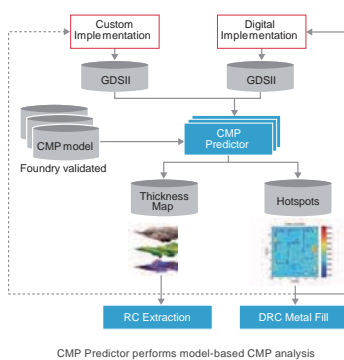 Custom
Implementation
Digital
Implementation
GDSII
GDSII
CMP model
Foundry validated
CMP
Predictor
Thickness
Map
Hotspots
RC Extraction
DRC Metal Fill
CMP Predictor performs model-based CMP analysis